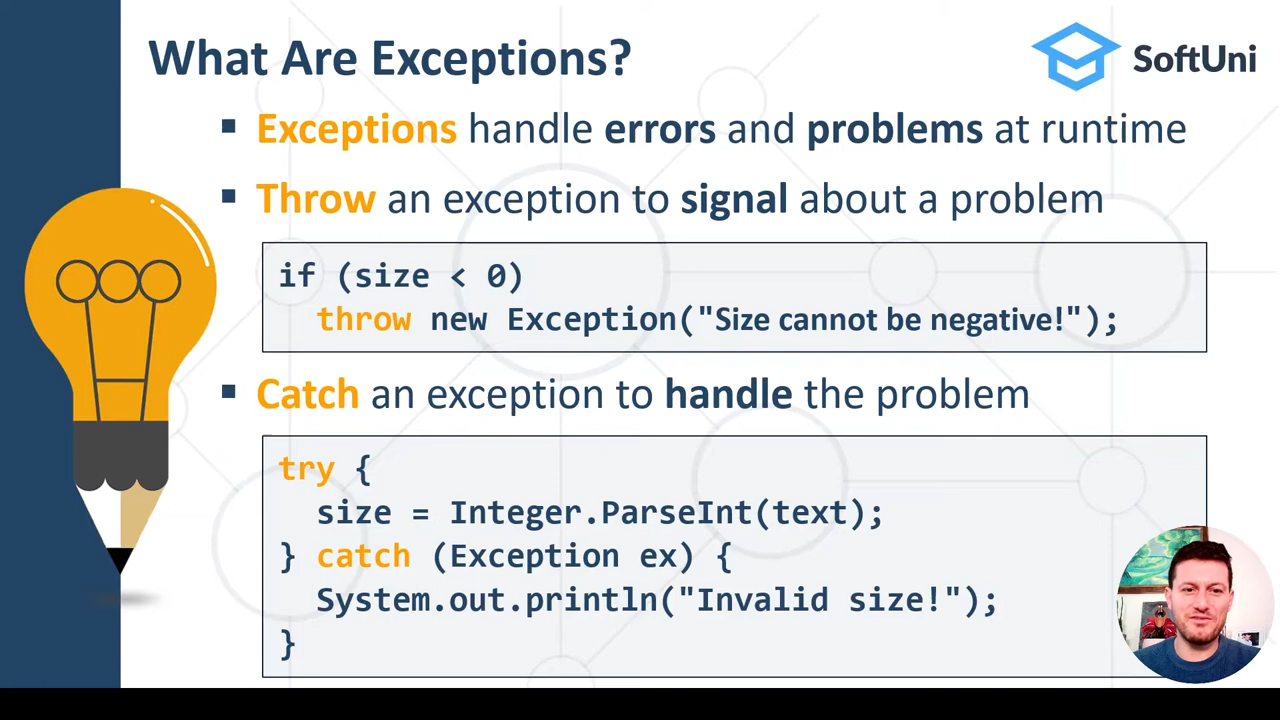 What Are Exceptions?
SoftUni
▪ Exceptions handle errors and problems at runtime
▪ Throw an exception to signal about a problem
if (size < 0)
  throw new Exception("Size cannot be negative!");
▪ Catch an exception to handle the problem
try {
  size = Integer.ParseInt(text);
} catch (Exception ex) {
  System.out.println("Invalid size!");
}